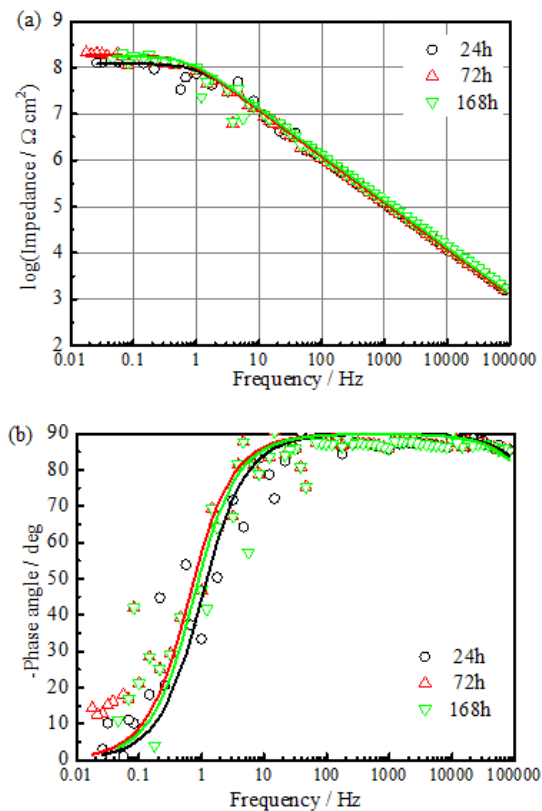 (a)
9
8
7
6
5
4
3
2
log(Impedance / Ω cm²)
24h
72h
168h
0.01 0.1 1 10 100 1000 10000 100000
Frequency / Hz
(b)
90
80
70
60
50
40
30
20
10
0
-Phase angle / deg
24h
72h
168h
0.01 0.1 1 10 100 1000 10000 100000
Frequency / Hz